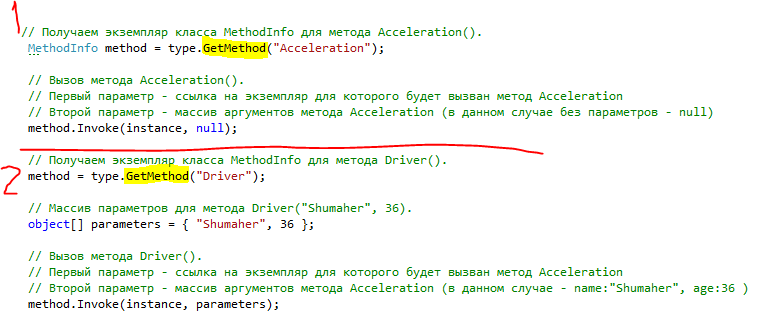 1
// Получаем экземпляр класса MethodInfo для метода Acceleration().
MethodInfo method = type.GetMethod("Acceleration");
// Вызов метода Acceleration().
// Первый параметр - ссылка на экземпляр для которого будет вызван метод Acceleration
// Второй параметр - массив аргументов метода Acceleration (в данном случае без параметров - null)
method.Invoke(instance, null);
2
// Получаем экземпляр класса MethodInfo для метода Driver().
method = type.GetMethod("Driver");
// Массив параметров для метода Driver("Shumaher", 36).
object[] parameters = { "Shumaher", 36 };
// Вызов метода Driver().
// Первый параметр - ссылка на экземпляр для которого будет вызван метод Acceleration
// Второй параметр - массив аргументов метода Acceleration (в данном случае - name:"Shumaher", age:36 )
method.Invoke(instance, parameters);